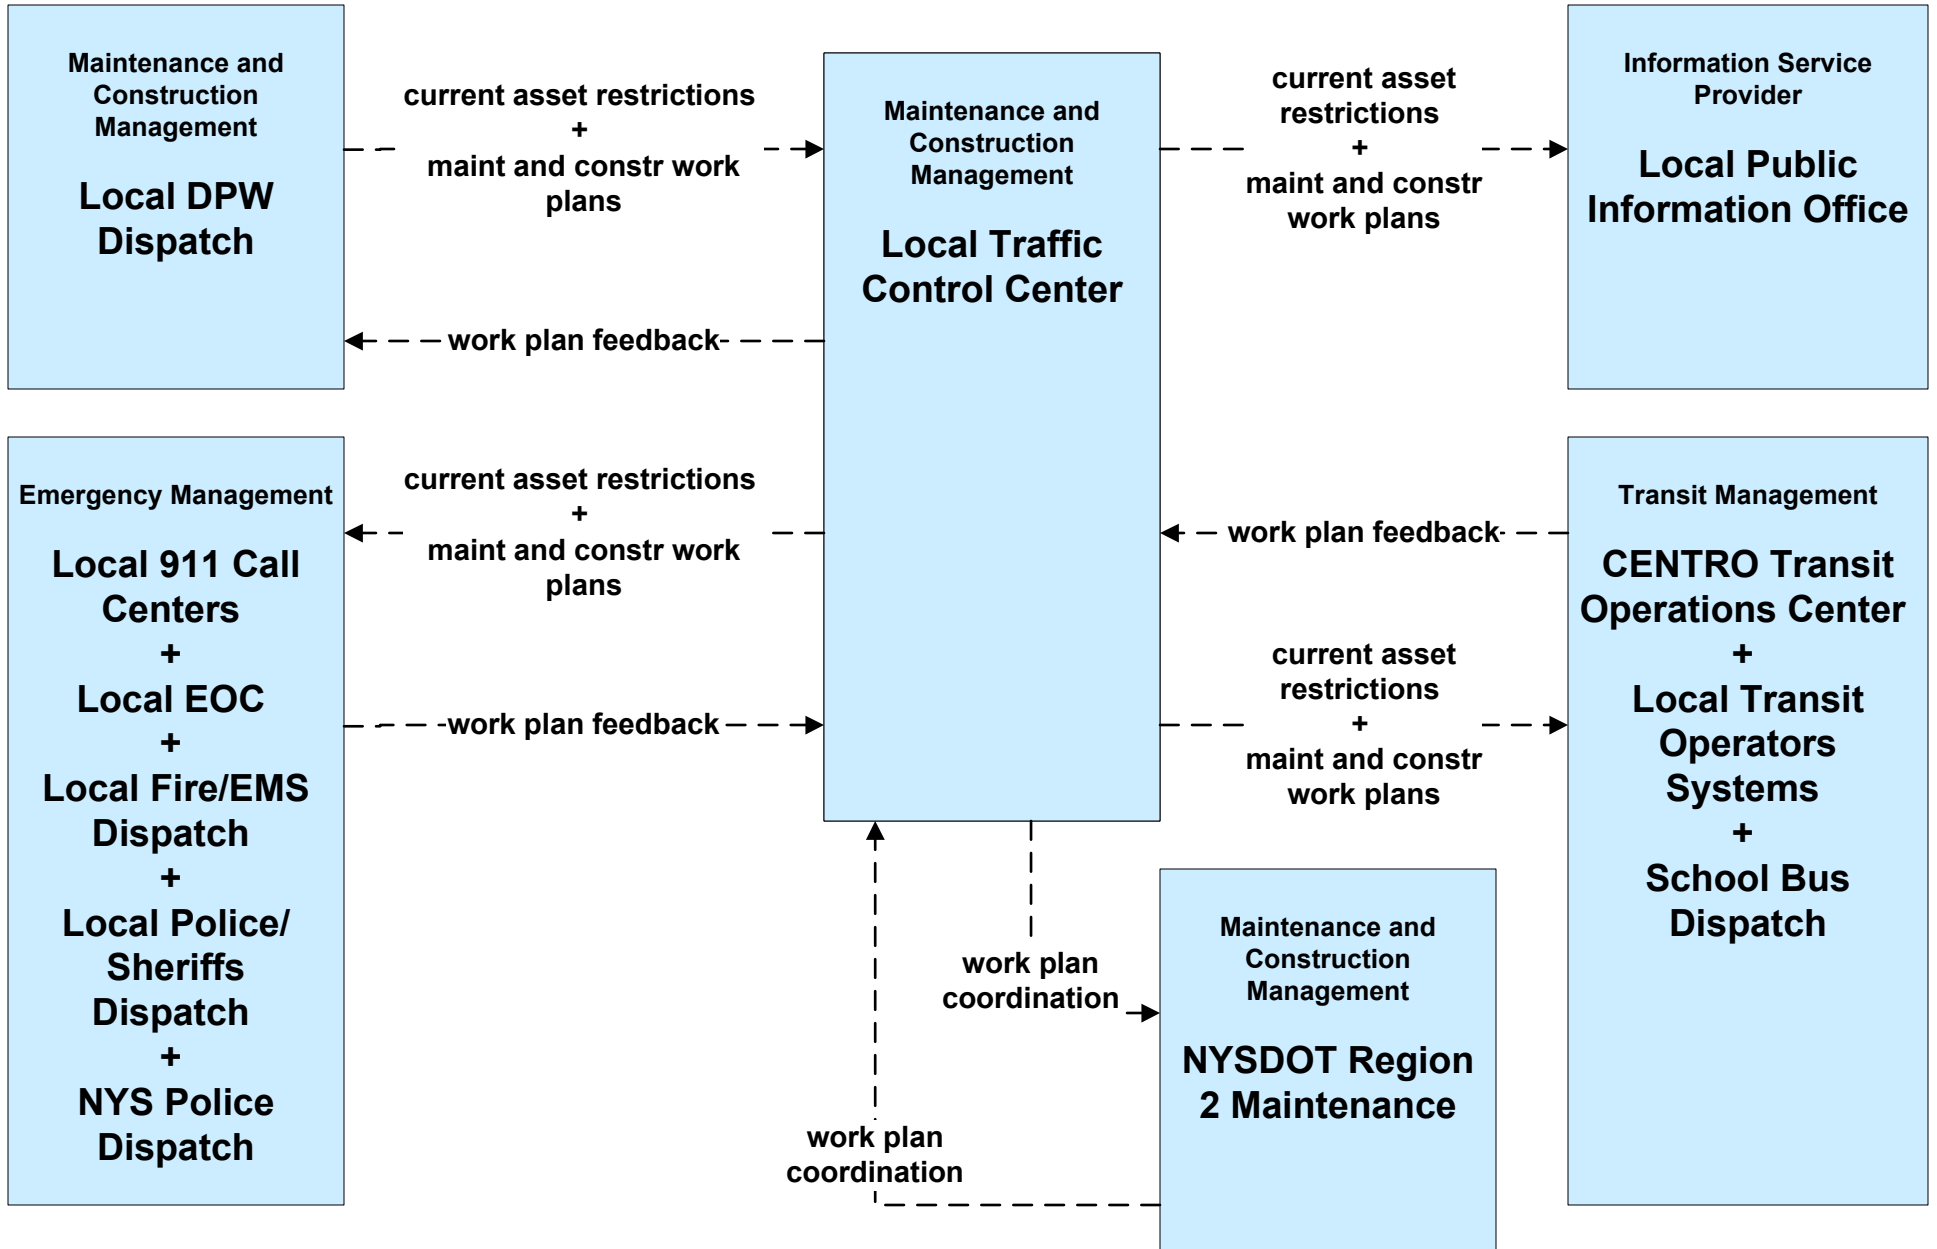 Maintenance and
Construction
Management
Local DPW
Dispatch
current asset restrictions
+
maint and constr work
plans
work plan feedback
Maintenance and
Construction
Management
Local Traffic
Control Center
current asset
restrictions
+
maint and constr
work plans
Information Service
Provider
Local Public
Information Office
Emergency Management
Local 911 Call
Centers
+
Local EOC
+
Local Fire/EMS
Dispatch
+
Local Police/
Sheriffs
Dispatch
+
NYS Police
Dispatch
current asset restrictions
+
maint and constr work
plans
work plan feedback
work plan feedback
current asset
restrictions
+
maint and constr
work plans
Transit Management
CENTRO Transit
Operations Center
+
Local Transit
Operators
Systems
+
School Bus
Dispatch
work plan
coordination
Maintenance and
Construction
Management
NYSDOT Region
2 Maintenance
work plan
coordination